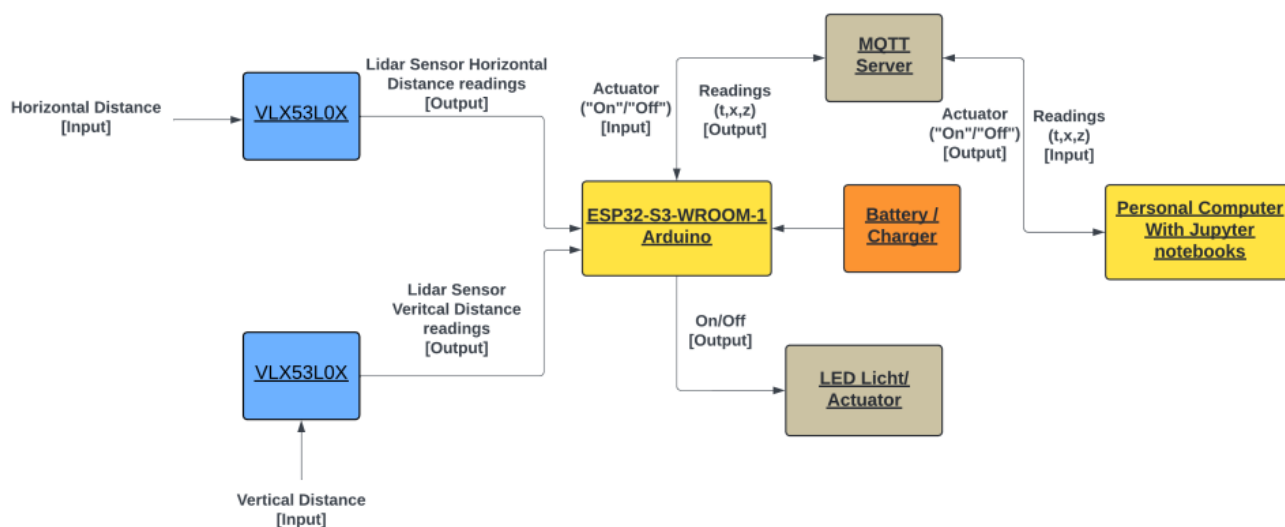 Horizontal Distance
[Input]
VLX53L0X
Lidar Sensor Horizontal
Distance readings
[Output]
Actuator
("On"/"Off")
[Input]
Readings
(t,x,z)
[Output]
MQTT
Server
Actuator
("On"/"Off")
[Output]
Readings
(t,x,z)
[Input]
ESP32-S3-WROOM-1
Arduino
Battery /
Charger
Personal Computer
With Jupyter
notebooks
Lidar Sensor
Veritcal Distance
readings
[Output]
VLX53L0X
On/Off
[Output]
LED Licht/
Actuator
Vertical Distance
[Input]